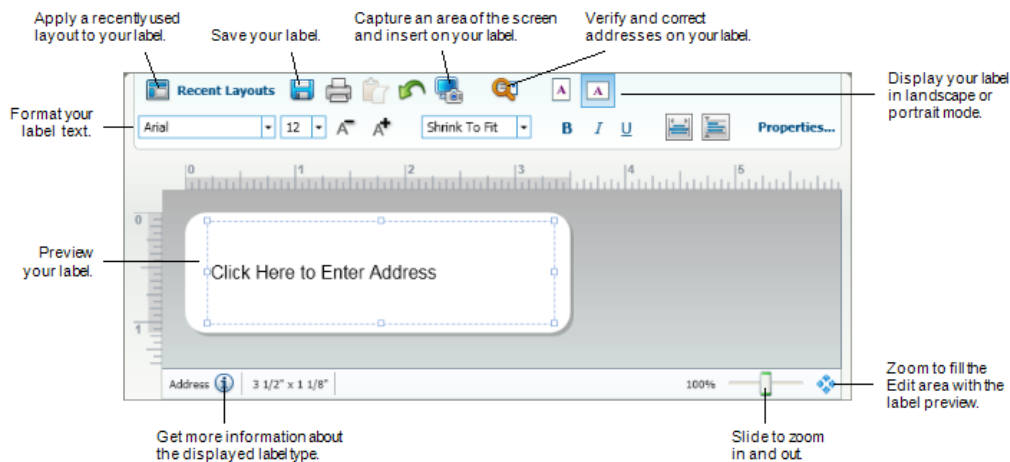 Apply a recently used
layout to your label.
Save your label.
Capture an area of the screen
and insert on your label.
Verify and correct
addresses on your label.
Display your label
in landscape or
portrait mode.
Recent Layouts
A
A
Format your
label text.
Arial
12
A
A
Shrink To Fit
B
I
U
Properties...
0
1
2
3
4
5
0
1
Preview
your label.
Click Here to Enter Address
Address
3 1/2" x 1 1/8"
100%
Zoom to fill the
Edit area with the
label preview.
Get more information about
the displayed label type.
Slide to zoom
in and out.